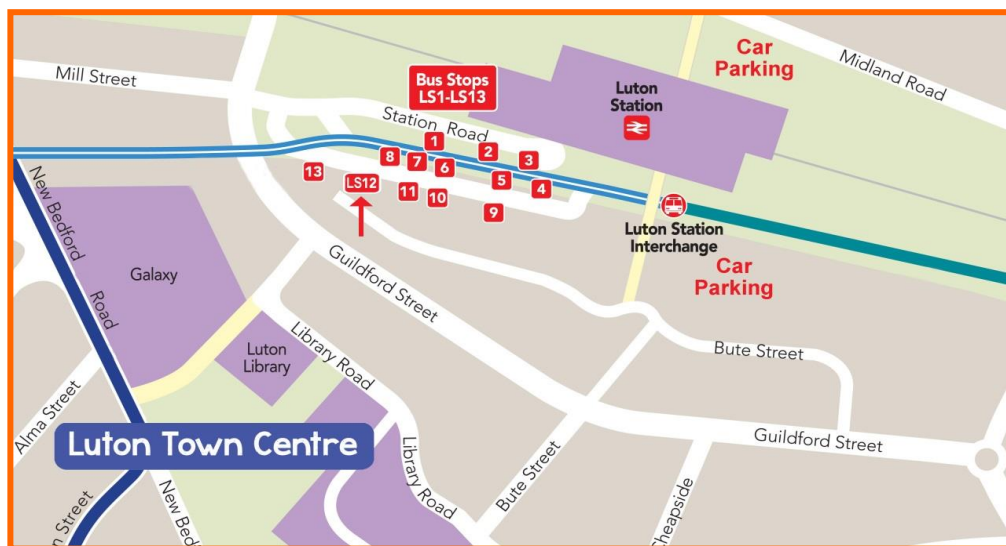 Car
Parking
Midland Road
Mill Street
Bus Stops
LS1-LS13
Luton
Station
Station Road
1
2
3
8
7
6
5
4
13
LS12
11
10
9
New Bedford
Road
Luton Station
Interchange
Car
Parking
Galaxy
Guildford Street
Luton
Library
Library Road
Bute Street
Alma Street
Luton Town Centre
Guildford Street
Library Road
Bute Street
Cheapside
New Bedf
n Street